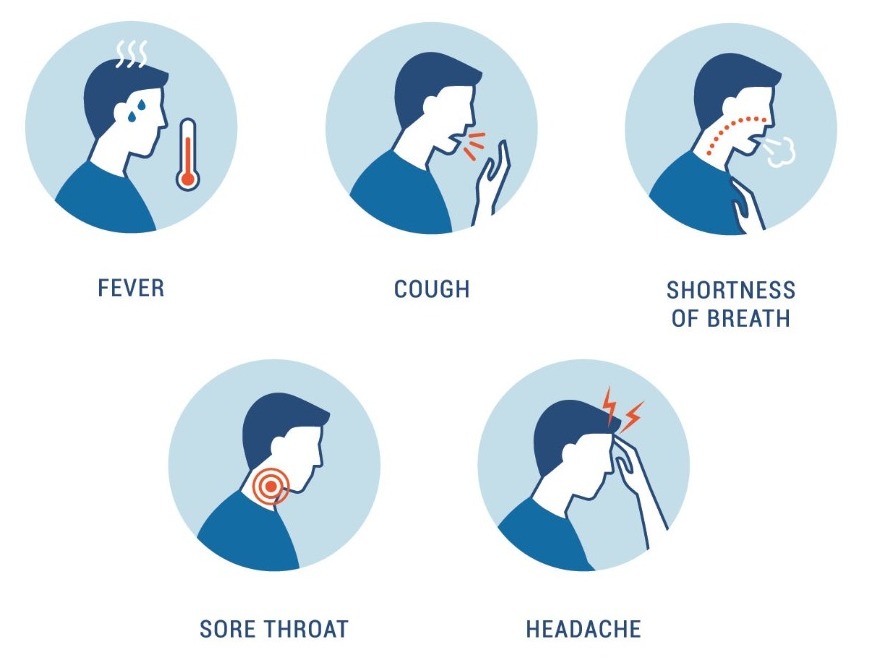 FEVER
COUGH
SHORTNESS
OF BREATH
SORE THROAT
HEADACHE